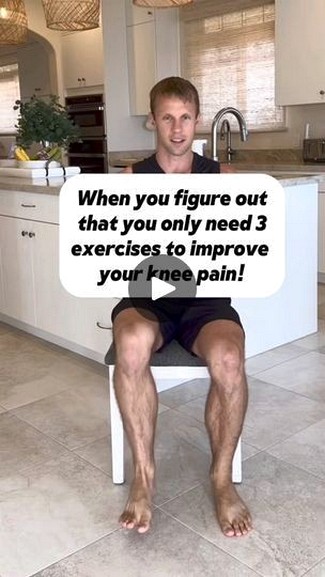 When you figure out
that you only need 3
exercises to improve
your knee pain!